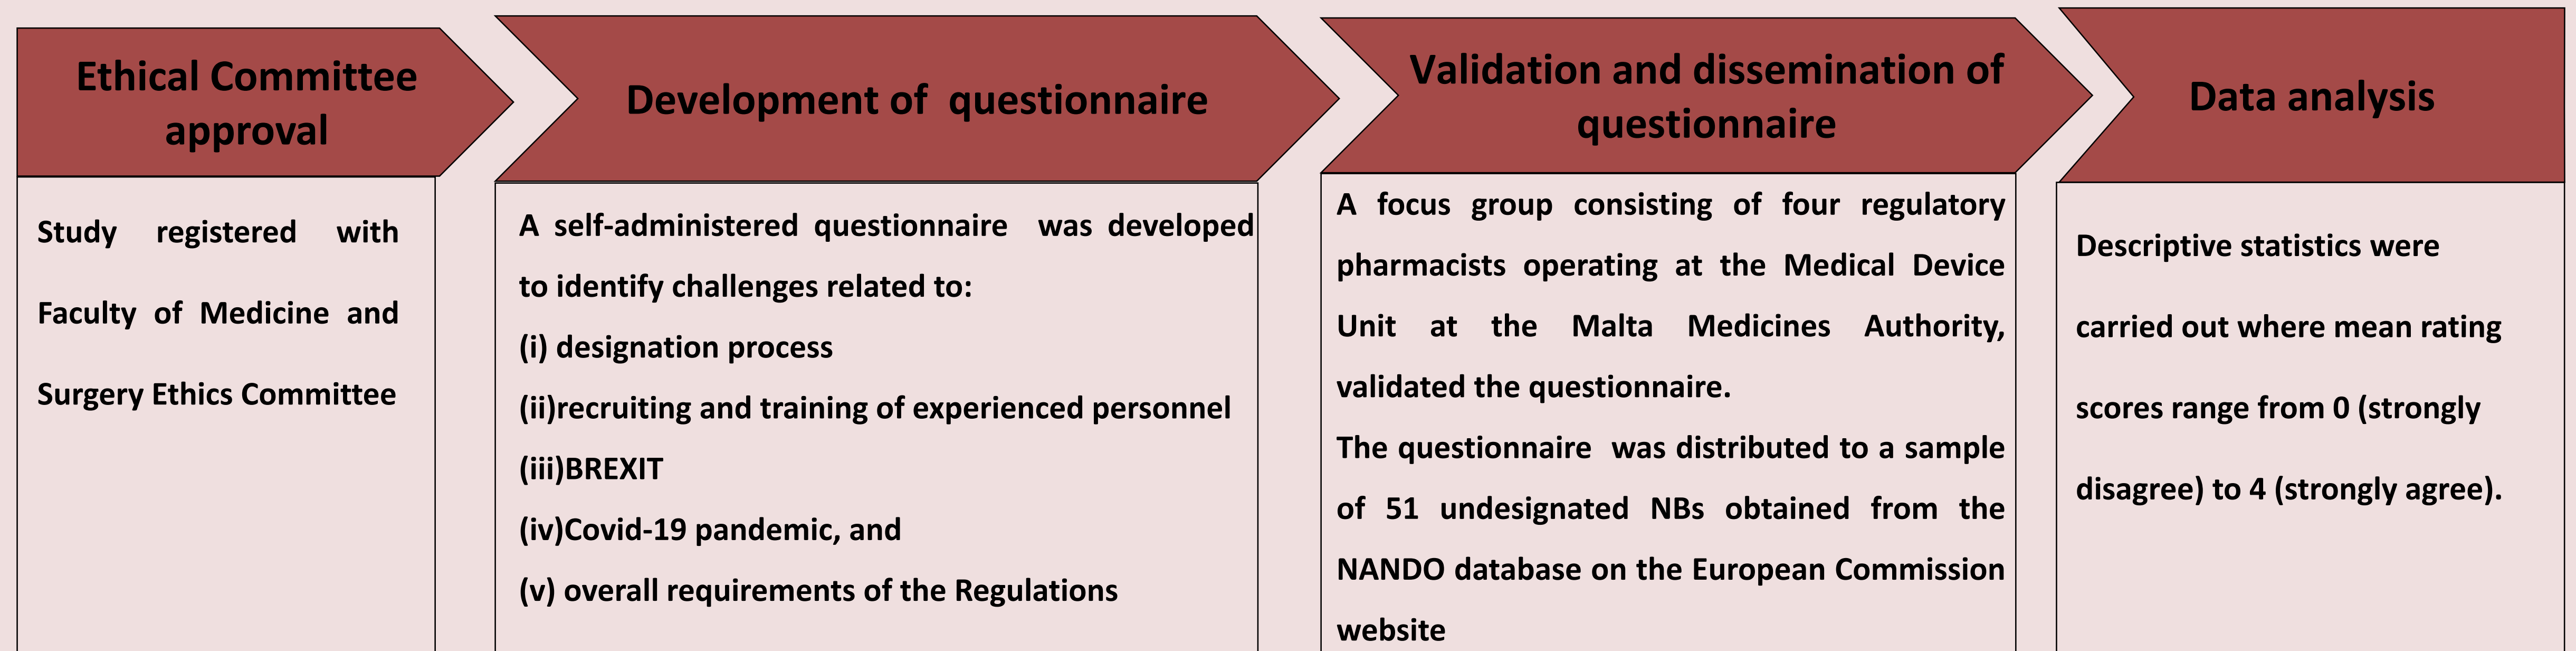 Ethical Committee
approval
Study registered with
Faculty of Medicine and
Surgery Ethics Committee
Development of  questionnaire
A self-administered questionnaire  was developed
to identify challenges related to:
(i) designation process
(ii)recruiting and training of experienced personnel
(iii)BREXIT
(iv)Covid-19 pandemic, and
(v) overall requirements of the Regulations
Validation and dissemination of
questionnaire
A focus group consisting of four regulatory
pharmacists operating at the Medical Device
Unit at the Malta Medicines Authority,
validated the questionnaire.
The questionnaire  was distributed to a sample
of 51 undesignated NBs obtained from the
NANDO database on the European Commission
website
Data analysis
Descriptive statistics were
carried out where mean rating
scores range from 0 (strongly
disagree) to 4 (strongly agree).